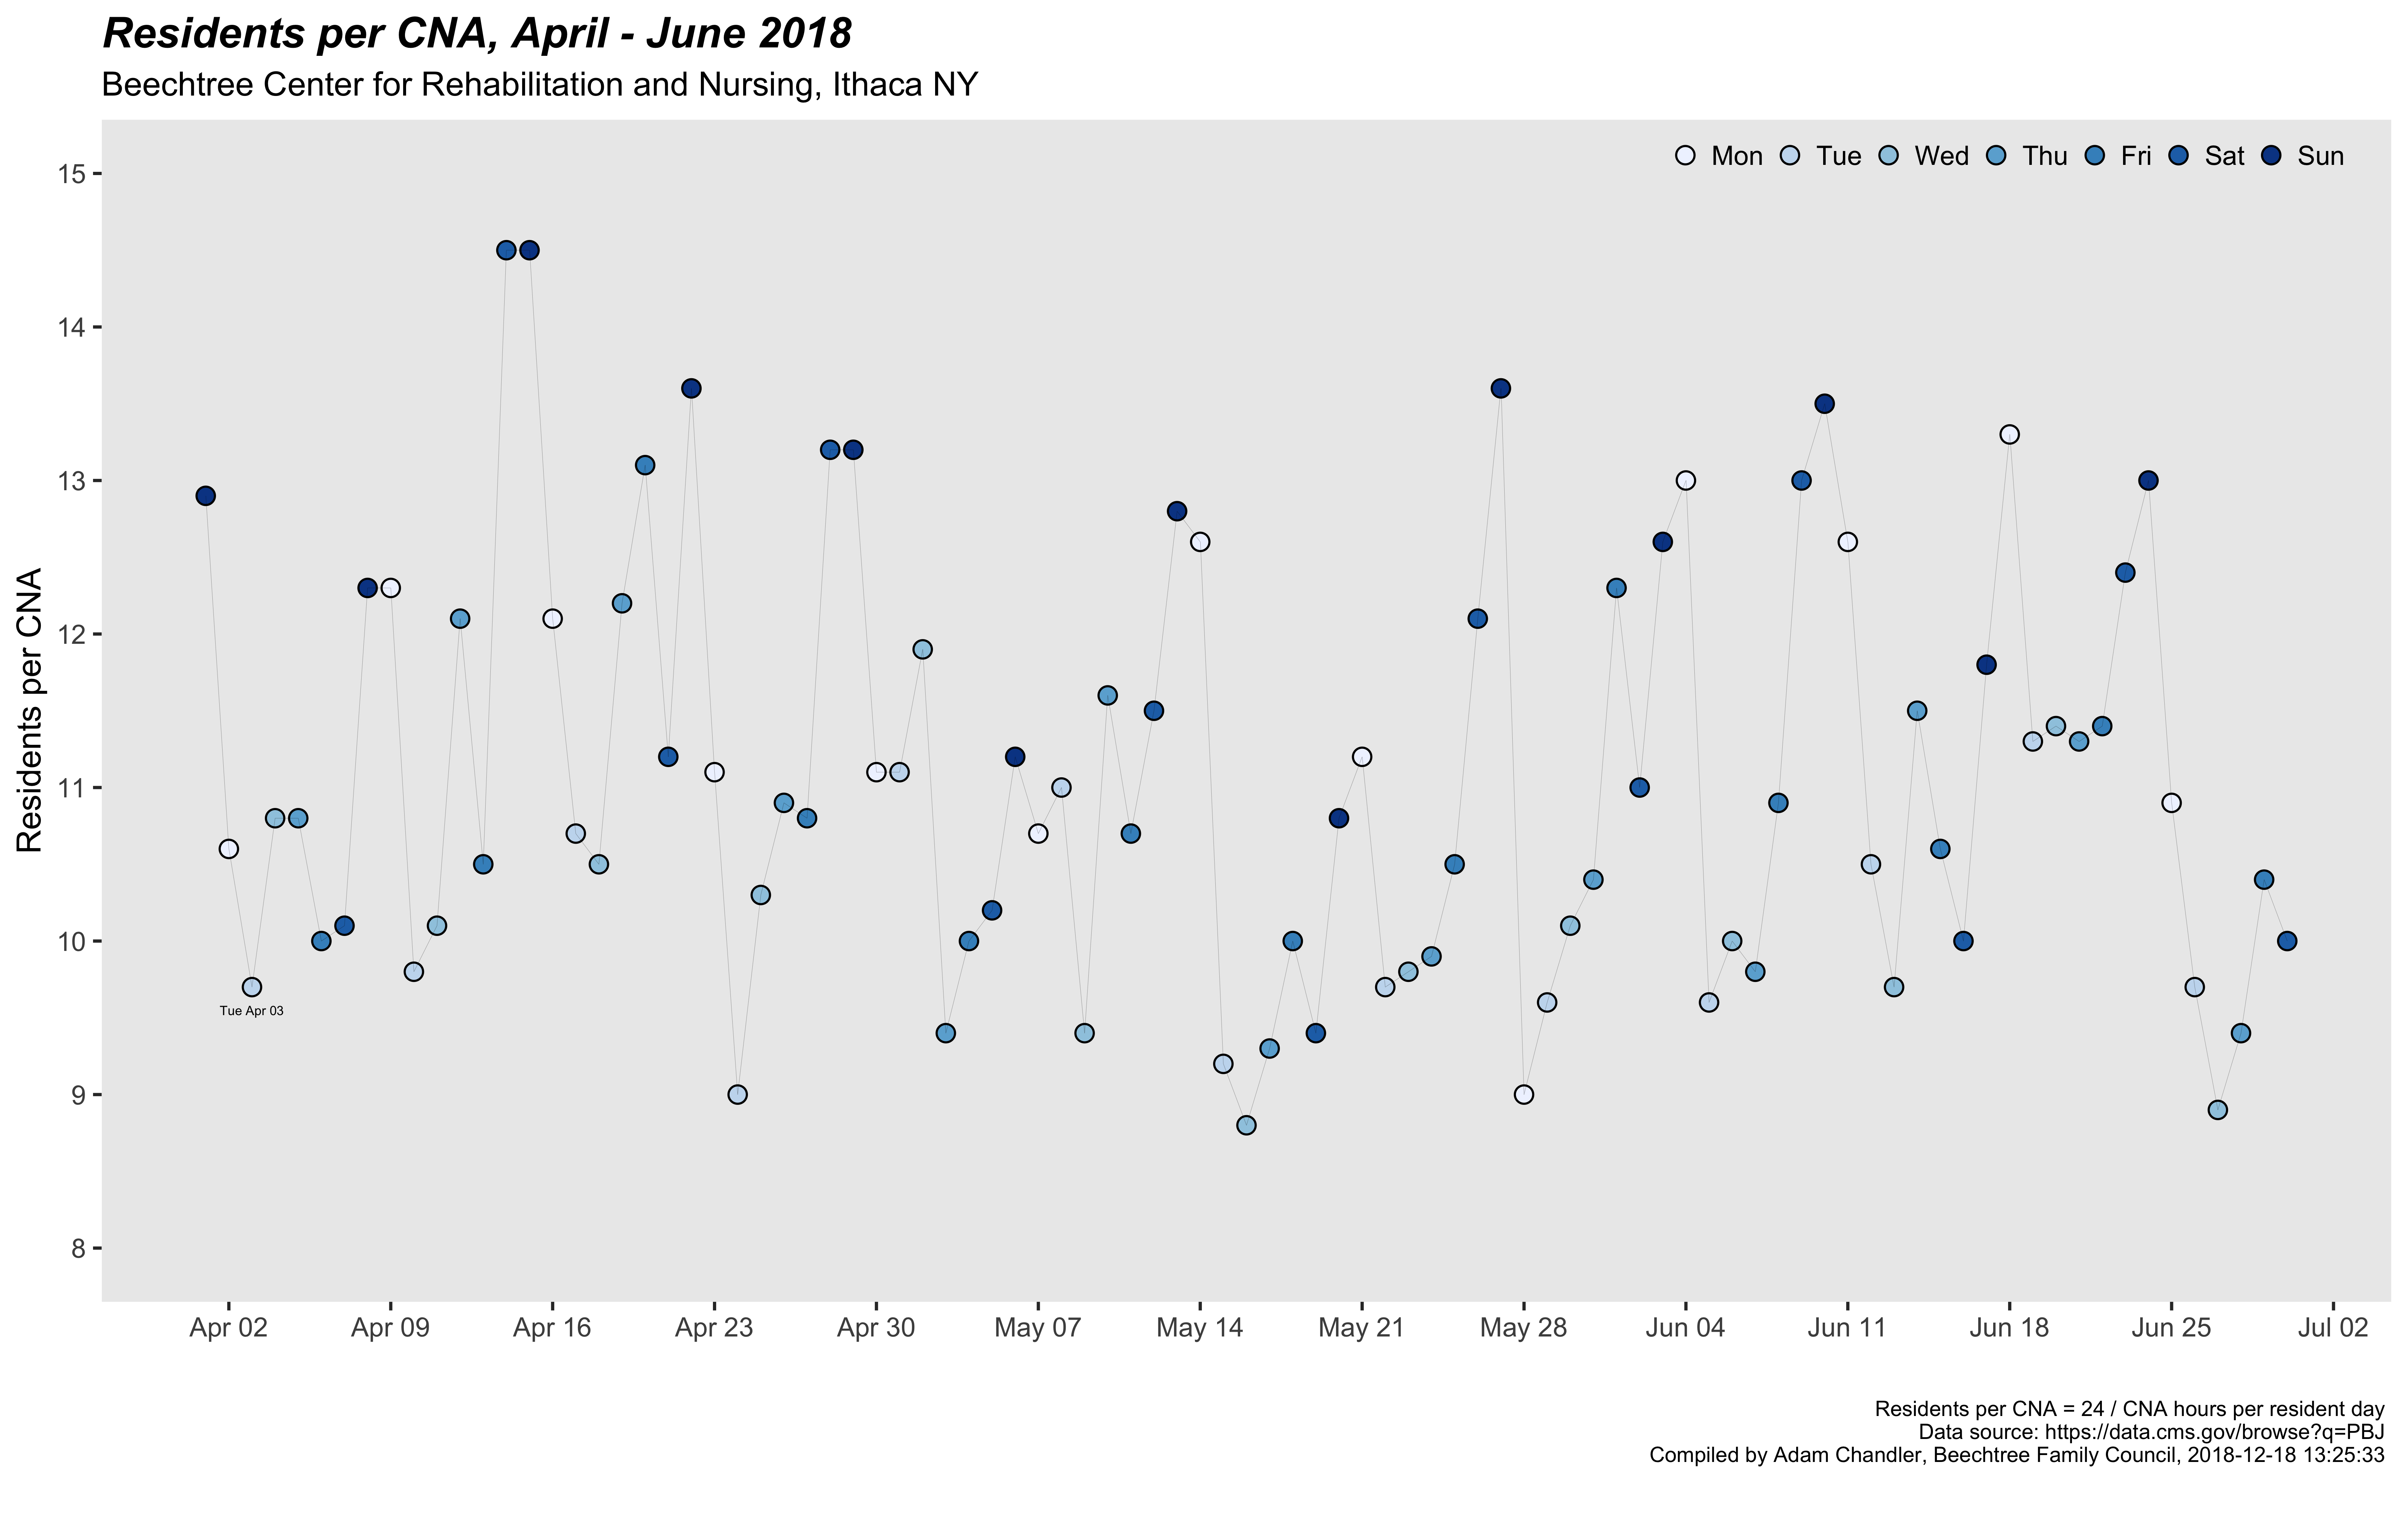 Residents per CNA, April - June 2018
Beechtree Center for Rehabilitation and Nursing, Ithaca NY
Mon Tue Wed Thu Fri Sat Sun
Residents per CNA
15
14
13
12
11
10
9
8
Tue Apr 03
Apr 02 Apr 09 Apr 16 Apr 23 Apr 30 May 07 May 14 May 21 May 28 Jun 04 Jun 11 Jun 18 Jun 25 Jul 02
Residents per CNA = 24 / CNA hours per resident day
Data source: https://data.cms.gov/browse?q=PBJ
Compiled by Adam Chandler, Beechtree Family Council, 2018-12-18 13:25:33